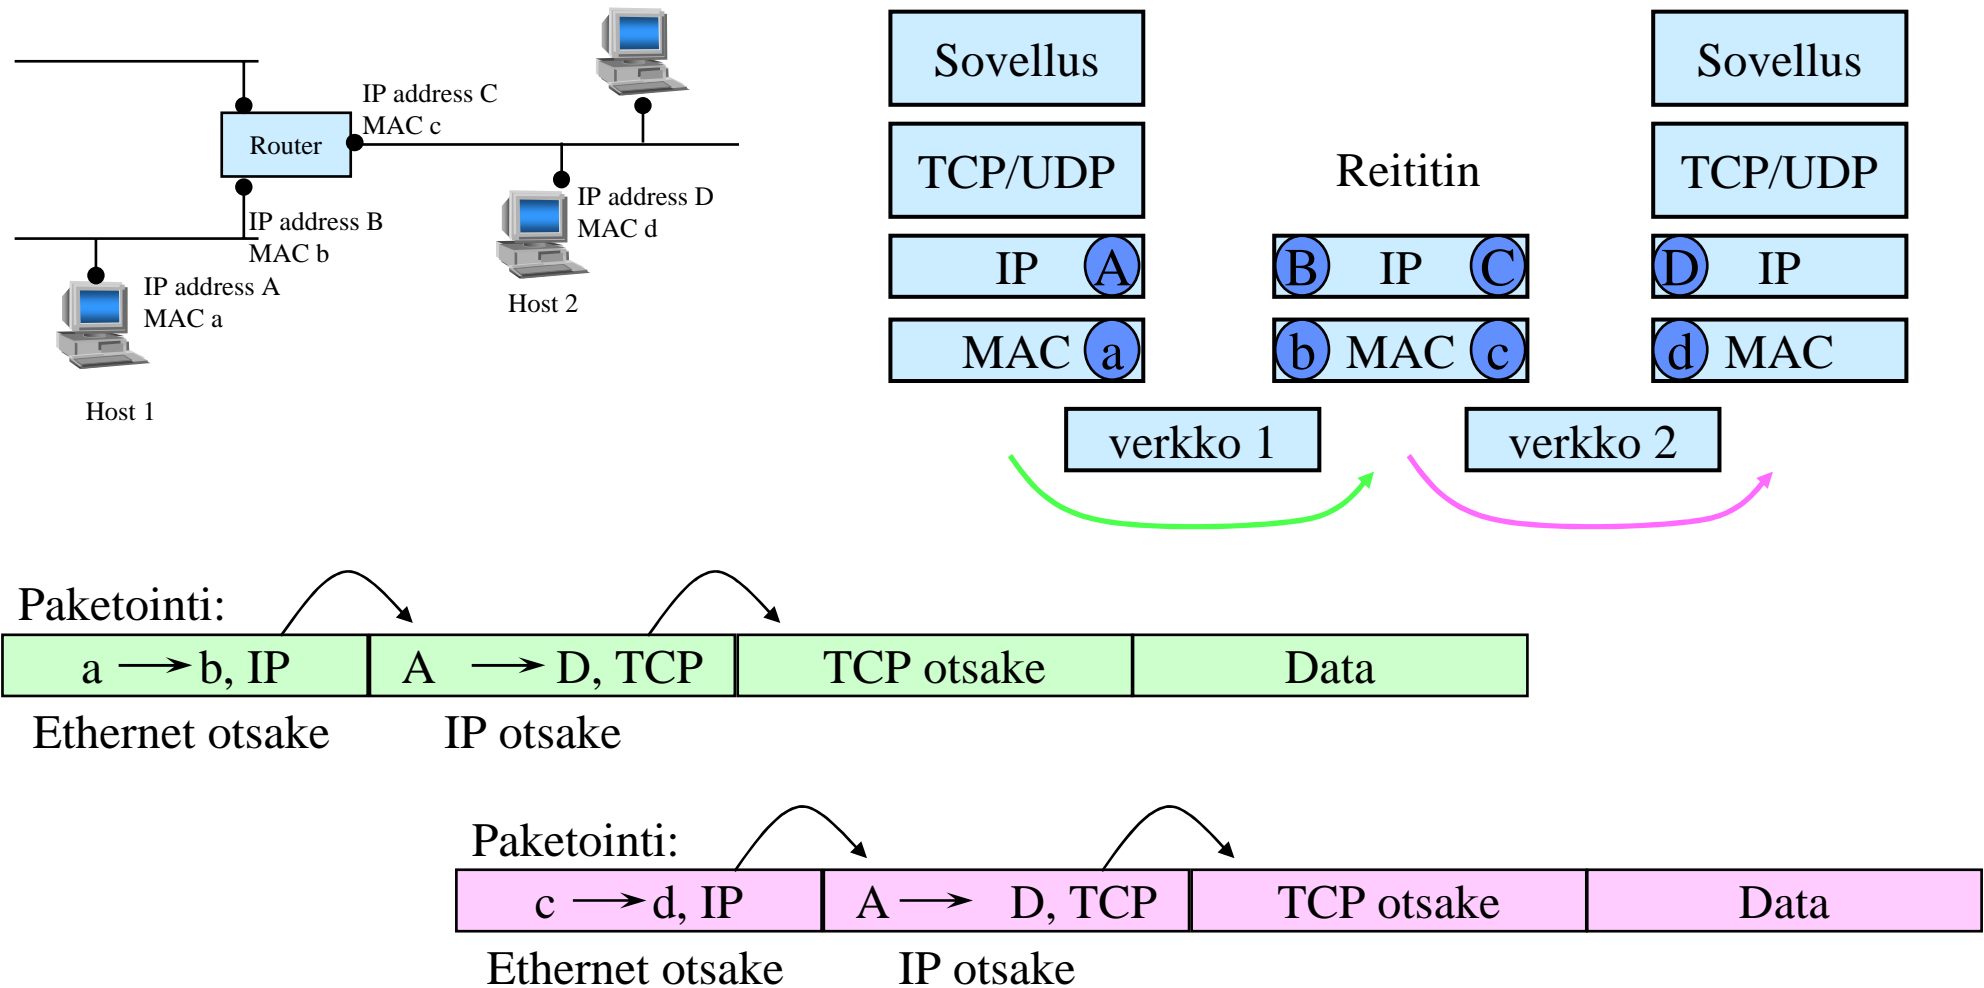 IP address C
MAC c
Router
IP address B
MAC b
IP address A
MAC a
Host 1
IP address D
MAC d
Host 2
Sovellus
TCP/UDP
IP A
MAC a
Reititin
B IP C
b MAC c
Sovellus
TCP/UDP
D IP
d MAC
verkko 1
verkko 2
Paketointi:
a → b, IP
A → D, TCP
TCP otsake
Data
Ethernet otsake
IP otsake
Paketointi:
c → d, IP
A → D, TCP
TCP otsake
Data
Ethernet otsake
IP otsake